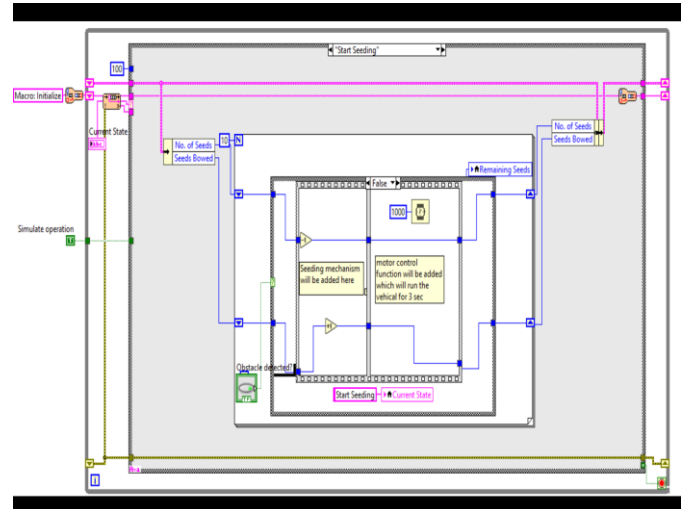 "Start Seeding"
100
Macro: Initialize
Current State
abc
No. of Seeds
Seeds Bowed
10
N
No. of Seeds
Seeds Bowed
Remaining Seeds
False
1000
Simulate operation
Seeding mechanism
will be added here
motor control
function will be added
which will run the
vehical for 3 sec
Obstacle detected?
Start Seeding
Current State
i